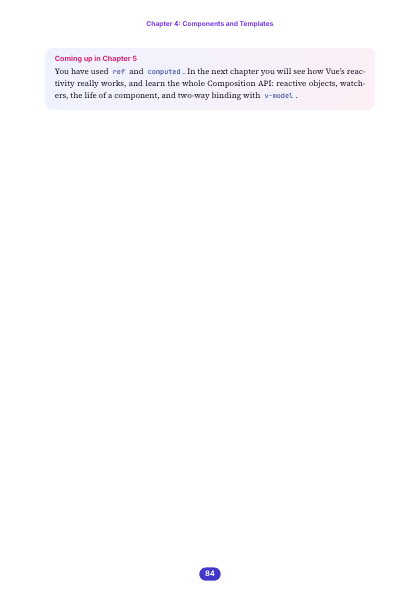 Chapter 4: Components and Templates
Coming up in Chapter 5
You have used ref and computed. In the next chapter you will see how Vue's reac-
tivity really works, and learn the whole Composition API: reactive objects, watch-
ers, the life of a component, and two-way binding with v-model.
84